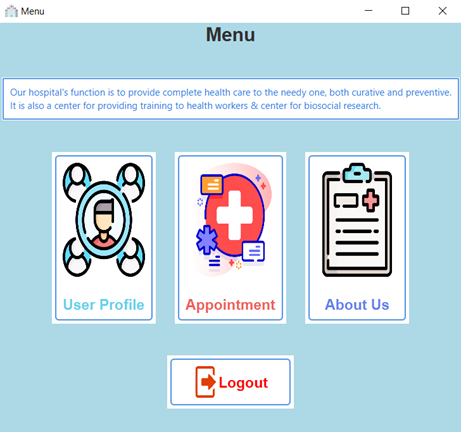 Menu
Menu
Our hospital's function is to provide complete health care to the needy one, both curative and preventive.
It is also a center for providing training to health workers & center for biosocial research.
User Profile
Appointment
About Us
Logout